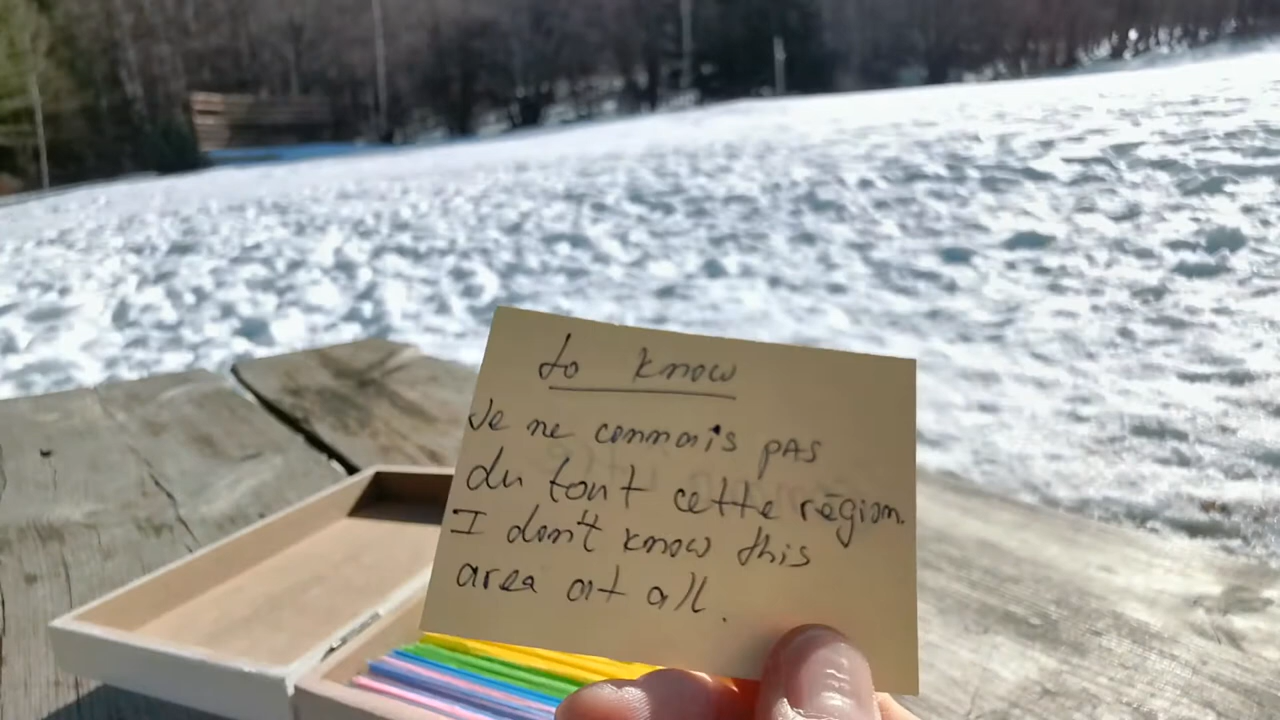 to know
Je ne connais pas
du tout cette région.
I don't know this
area at all.